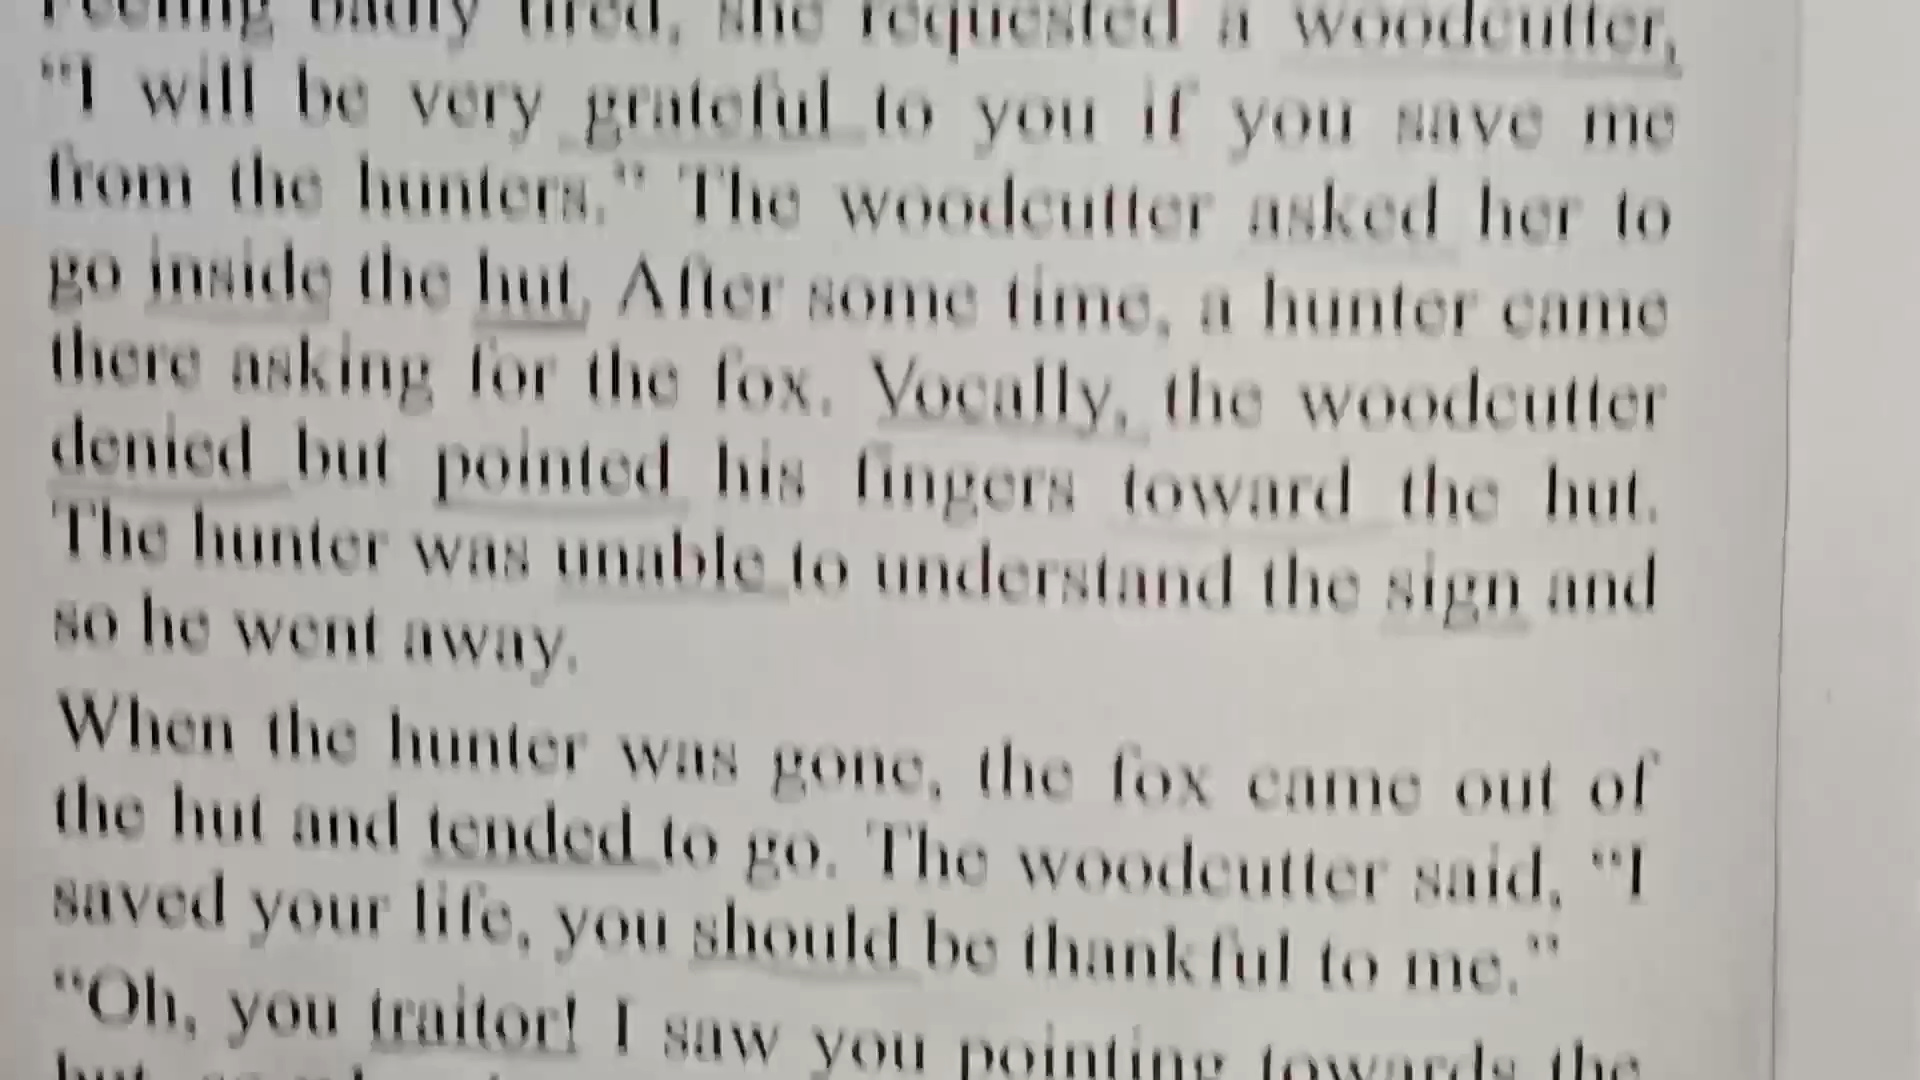 Feeling badly tired, she requested a woodcutter,
"I will be very grateful to you if you save me
from the hunters." The woodcutter asked her to
go inside the hut. After some time, a hunter came
there asking for the fox. Vocally, the woodcutter
denied but pointed his fingers toward the hut.
The hunter was unable to understand the sign and
so he went away.
When the hunter was gone, the fox came out of
the hut and tended to go. The woodcutter said, "I
saved your life, you should be thankful to me."
"Oh, you traitor! I saw you pointing towards the